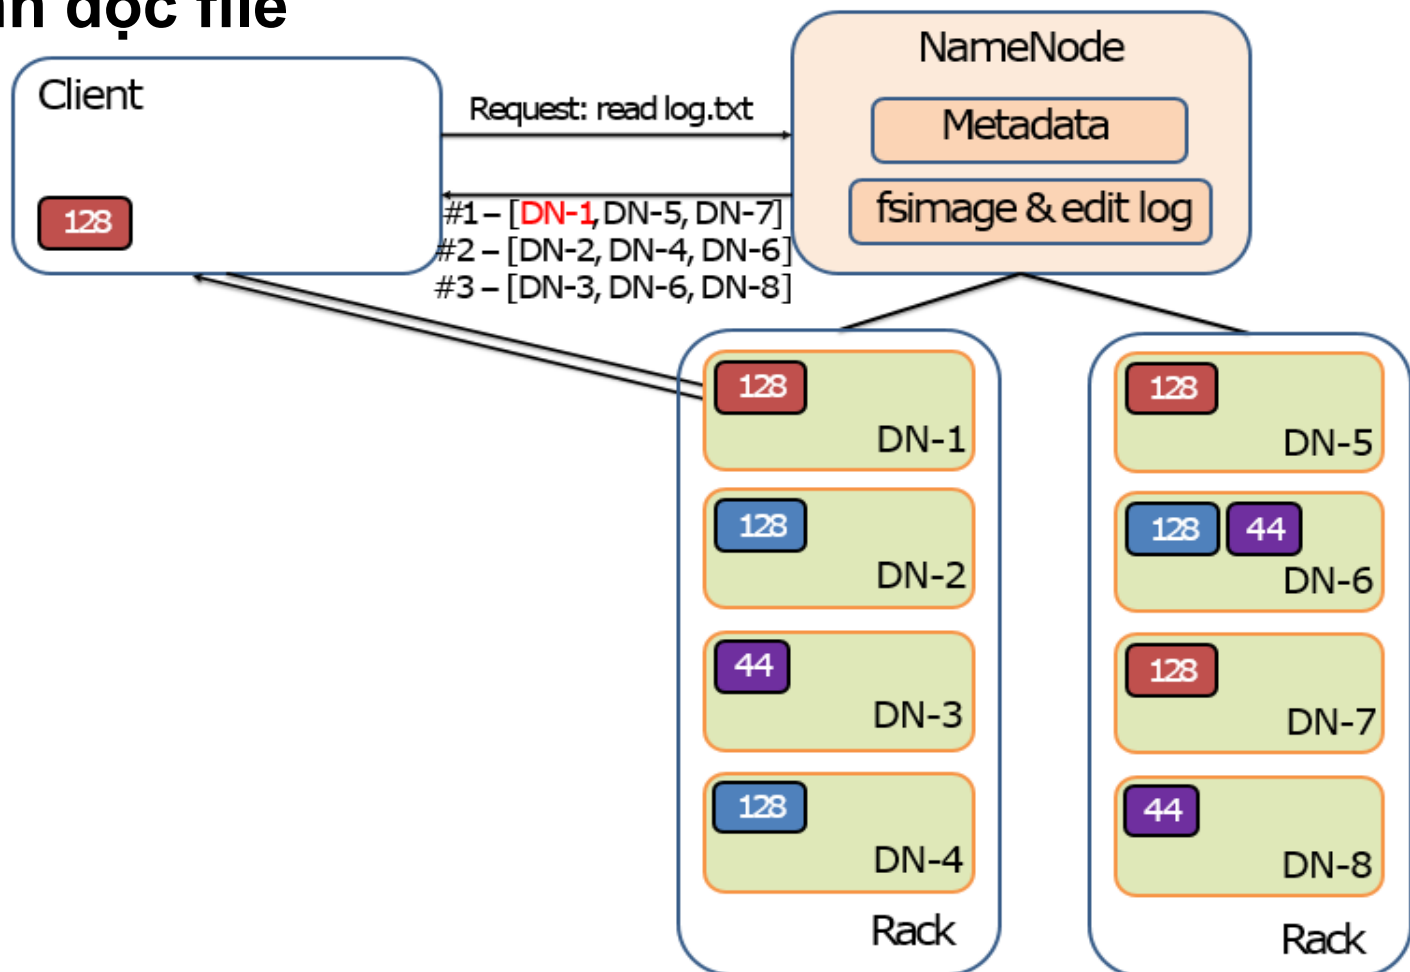 đọc file
Client
128
Request: read log.txt
#1 – [DN-1, DN-5, DN-7]
#2 – [DN-2, DN-4, DN-6]
#3 – [DN-3, DN-6, DN-8]
NameNode
Metadata
fsimage & edit log
128
DN-1
128
DN-2
44
DN-3
128
DN-4
Rack
128
DN-5
128 44
DN-6
128
DN-7
44
DN-8
Rack